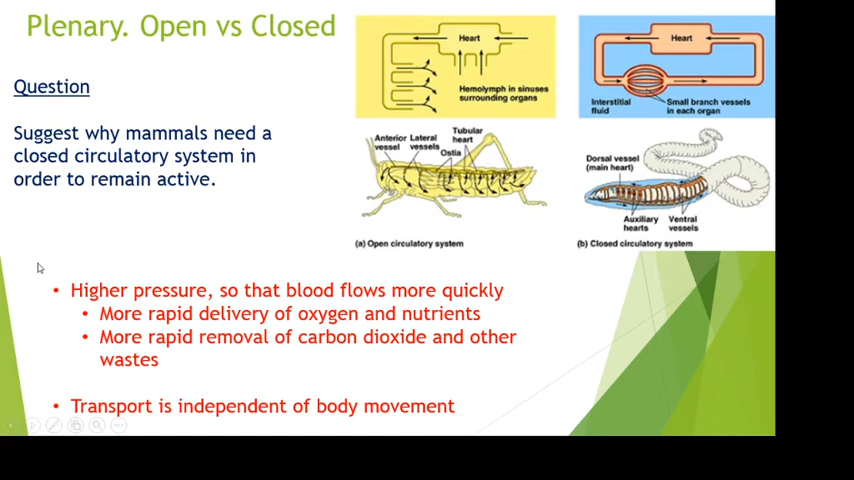 Plenary. Open vs Closed
Question
Suggest why mammals need a
closed circulatory system in
order to remain active.
Heart
Hemolymph in sinuses
surrounding organs
Anterior
vessel
Lateral
vessels
Tubular
heart
Ostia
(a) Open circulatory system
Heart
Interstitial
fluid
Small branch vessels
in each organ
Dorsal vessel
(main heart)
Auxiliary
hearts
Ventral
vessels
(b) Closed circulatory system
• Higher pressure, so that blood flows more quickly
• More rapid delivery of oxygen and nutrients
• More rapid removal of carbon dioxide and other
wastes
• Transport is independent of body movement